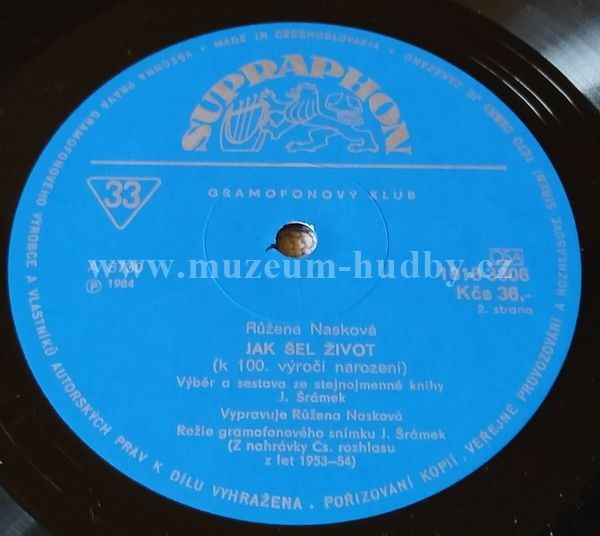 VŠECHNA PRÁVA GRAMOFONOVÉHO VÝROBCE A VLASTNÍKŮ AUTORSKÝCH PRÁV K DÍLU VYHRAŽENA · POŘIZOVÁNÍ KOPIÍ, VEŘEJNÉ PROVOZOVÁNÍ A ROZHLASOVÉ ŠÍŘENÍ TÉTO DESKY JE ZAKÁZÁNO
MADE IN CZECHOSLOVAKIA
SUPRAPHON
33
GRAMOFONOVÝ KLUB
OSA
www.muzeum-hudby.cz
Ⓟ 1984
Kčs 36,-
2. strana
Růžena Nasková
JAK ŠEL ŽIVOT
(k 100. výročí narození)
Výběr a sestava ze stejnojmenné knihy
J. Šrámek
Vypravuje Růžena Nasková
Režie gramofonového snímku J. Šrámek
(Z nahrávky Čs. rozhlasu
z let 1953-54)